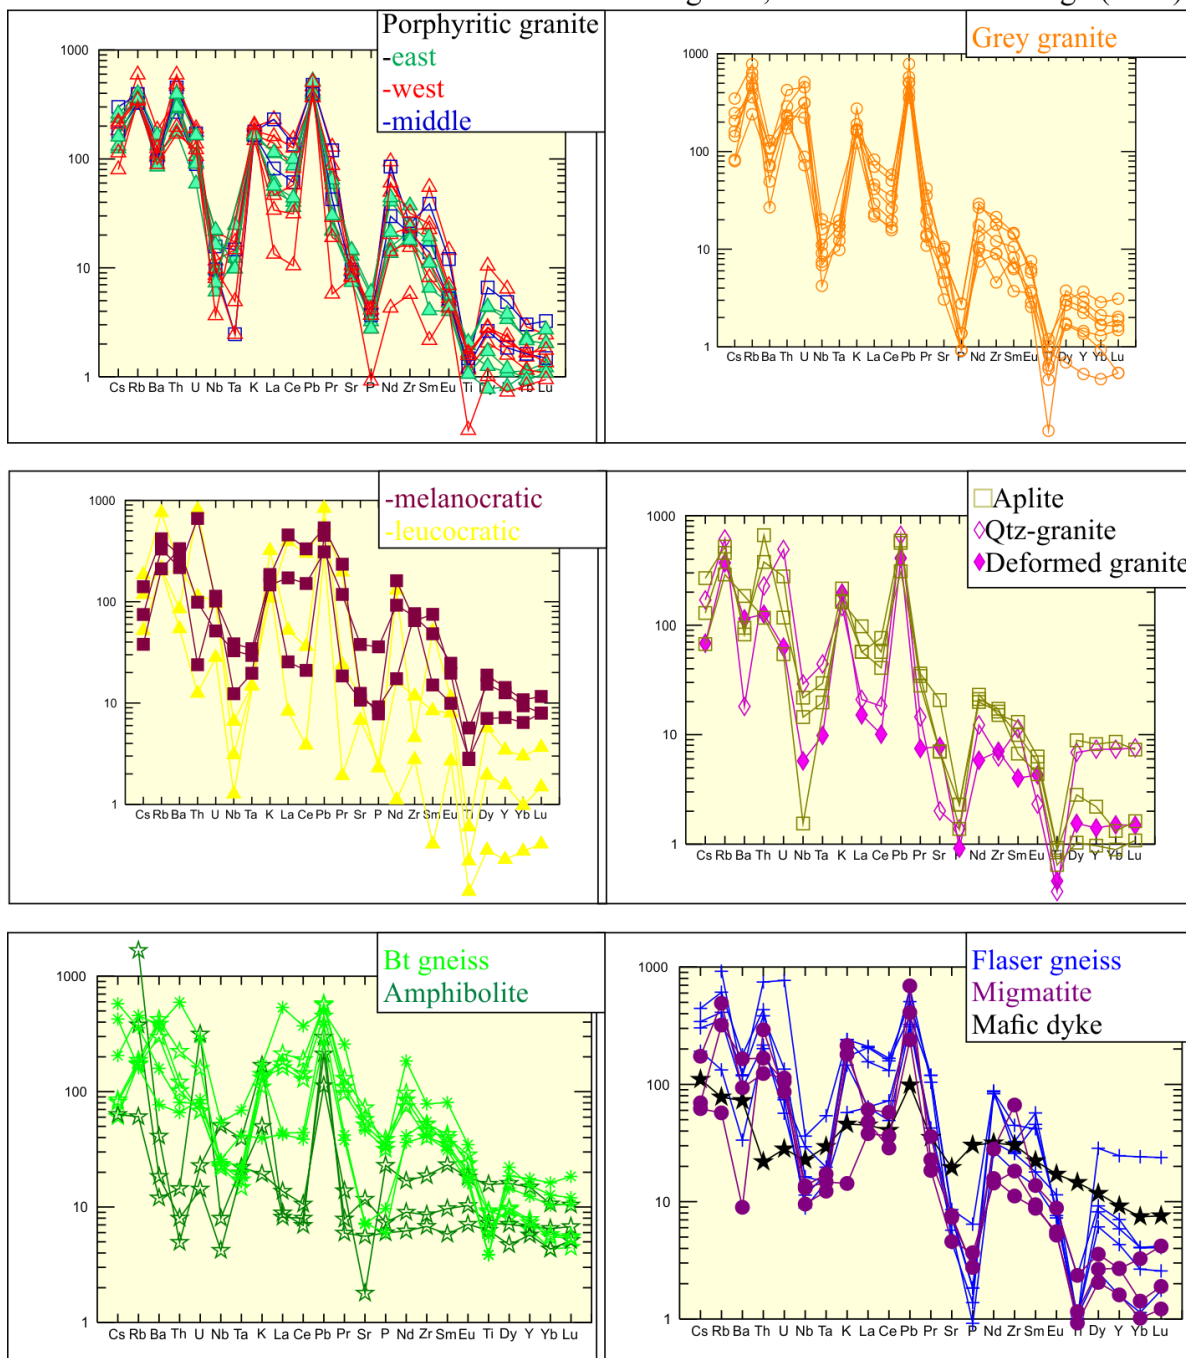 Porphyritic granite
-east
-west
-middle
1000
100
10
1
Cs Rb Ba Th U Nb Ta K La Ce Pb Pr Sr P Nd Zr Sm Eu Ti Yb Lu
Grey granite
1000
100
10
1
Cs Rb Ba Th U Nb Ta K La Ce Pb Pr Sr P Nd Zr Sm Eu Dy Y Yb Lu
-melanocratic
-leucocratic
1000
100
10
1
Cs Rb Ba Th U Nb Ta K La Ce Pb Pr Sr P Nd Zr Sm Eu Ti Dy Y Yb Lu
Aplite
Qtz-granite
Deformed granite
1000
100
10
1
Cs Rb Ba Th U Nb Ta K La Ce Pb Pr Sr Nd Zr Sm Eu Dy Y Yb Lu
Bt gneiss
Amphibolite
1000
100
10
1
Cs Rb Ba Th U Nb Ta K La Ce Pb Pr Sr P Nd Zr Sm Eu Ti Dy Y Yb Lu
Flaser gneiss
Migmatite
Mafic dyke
1000
100
10
1
Cs Rb Ba Th U Nb Ta K La Ce Pb Pr Sr P Nd Zr Sm Eu Ti Dy Y Yb Lu